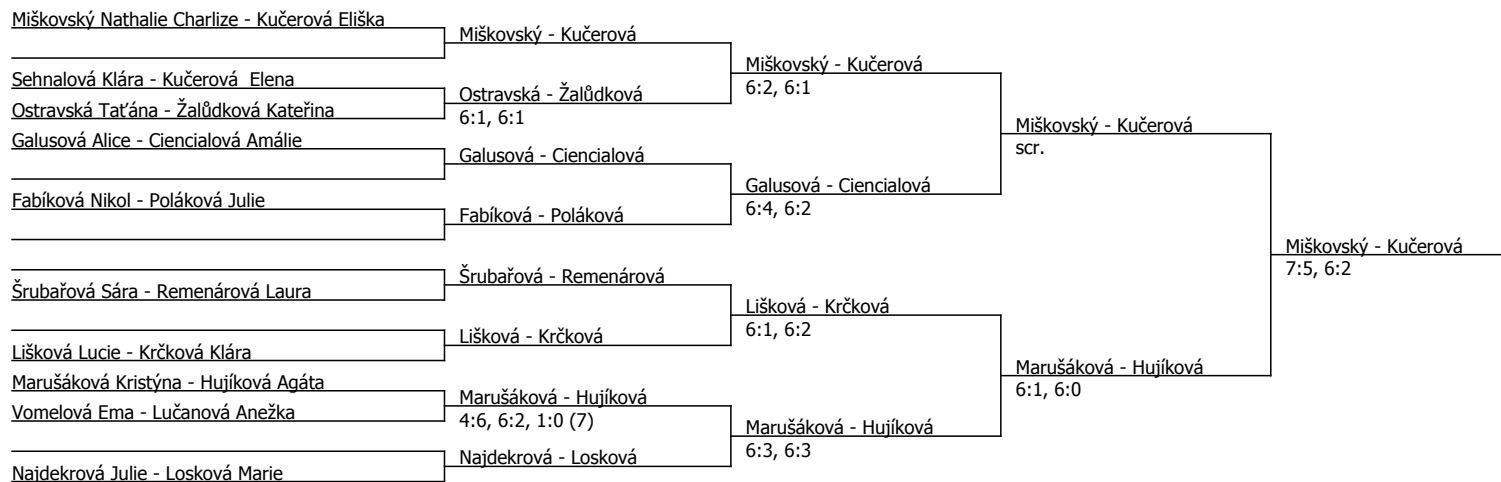 Miškovský Nathalie Charlize - Kučerová Eliška
Sehnalová Klára - Kučerová  Elena
Ostravská Taťána - Žalůdková Kateřina
Galusová Alice - Ciencialová Amálie
Fabíková Nikol - Poláková Julie
Šrubařová Sára - Remenárová Laura
Lišková Lucie - Krčková Klára
Marušáková Kristýna - Hujíková Agáta
Vomelová Ema - Lučanová Anežka
Najdekrová Julie - Losková Marie
Miškovský - Kučerová
Ostravská - Žalůdková
6:1, 6:1
Galusová - Ciencialová
Fabíková - Poláková
Šrubařová - Remenárová
Lišková - Krčková
Marušáková - Hujíková
4:6, 6:2, 1:0 (7)
Najdekrová - Losková
Miškovský - Kučerová
6:2, 6:1
Galusová - Ciencialová
6:4, 6:2
Lišková - Krčková
6:1, 6:2
Marušáková - Hujíková
6:3, 6:3
Miškovský - Kučerová
scr.
Marušáková - Hujíková
6:1, 6:0
Miškovský - Kučerová
7:5, 6:2